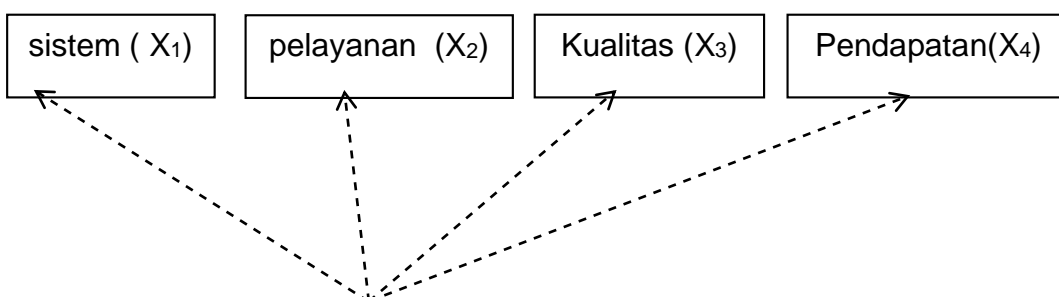 sistem ( X₁)
pelayanan (X₂)
Kualitas (X₃)
Pendapatan(X₄)